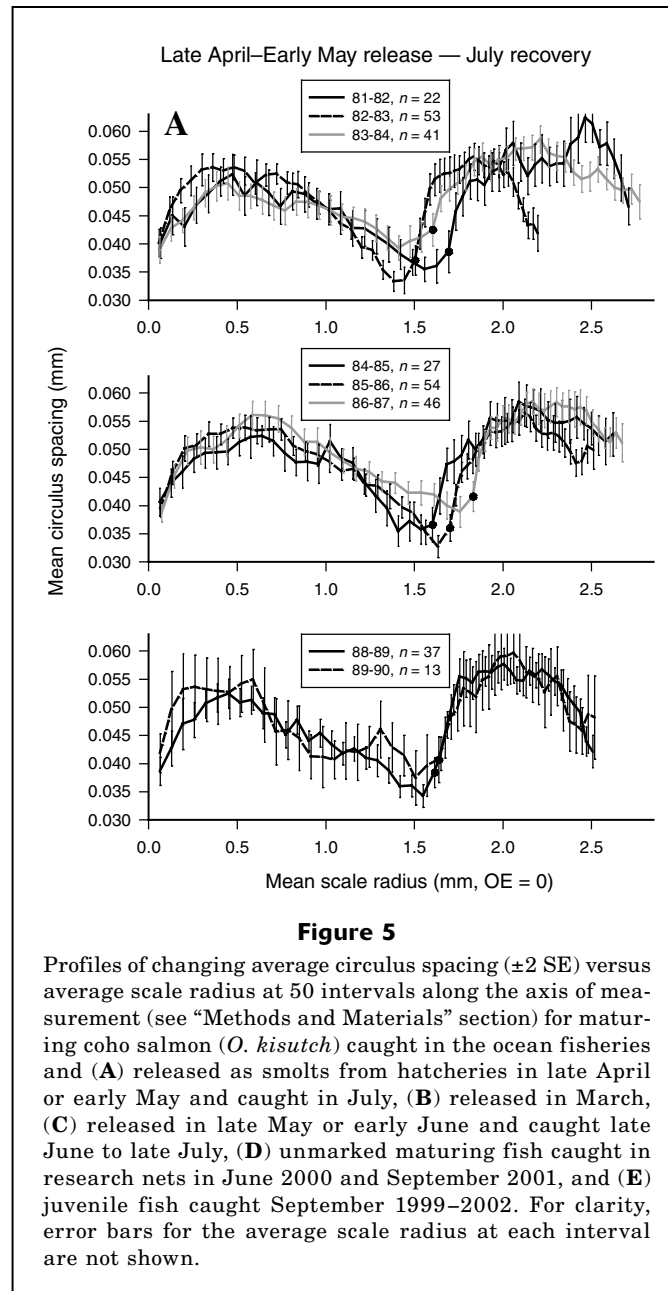 Late April–Early May release — July recovery
A
81-82, n = 22
82-83, n = 53
83-84, n = 41
0.060
0.055
0.050
0.045
0.040
0.035
0.030
0.0 0.5 1.0 1.5 2.0 2.5
Mean circulus spacing (mm)
84-85, n = 27
85-86, n = 54
86-87, n = 46
0.060
0.055
0.050
0.045
0.040
0.035
0.030
0.0 0.5 1.0 1.5 2.0 2.5
88-89, n = 37
89-90, n = 13
0.060
0.055
0.050
0.045
0.040
0.035
0.030
0.0 0.5 1.0 1.5 2.0 2.5
Mean scale radius (mm, OE = 0)
Figure 5
Profiles of changing average circulus spacing (±2 SE) versus
average scale radius at 50 intervals along the axis of mea-
surement (see “Methods and Materials” section) for matur-
ing coho salmon (O. kisutch) caught in the ocean fisheries
and (A) released as smolts from hatcheries in late April
or early May and caught in July, (B) released in March,
(C) released in late May or early June and caught late
June to late July, (D) unmarked maturing fish caught in
research nets in June 2000 and September 2001, and (E)
juvenile fish caught September 1999–2002. For clarity,
error bars for the average scale radius at each interval
are not shown.